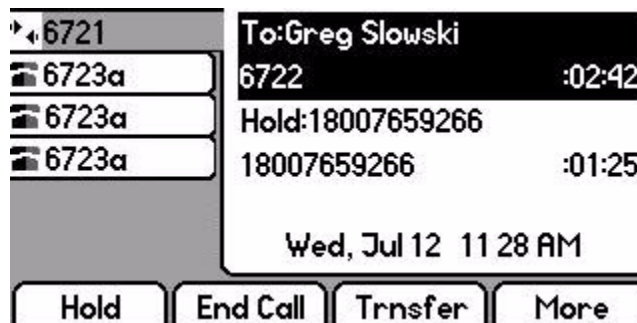 6721
6723a
6723a
6723a
To:Greg Slowski
6722 :02:42
Hold:18007659266
18007659266 :01:25
Wed, Jul 12 11 28 AM
Hold End Call Trnsfer More